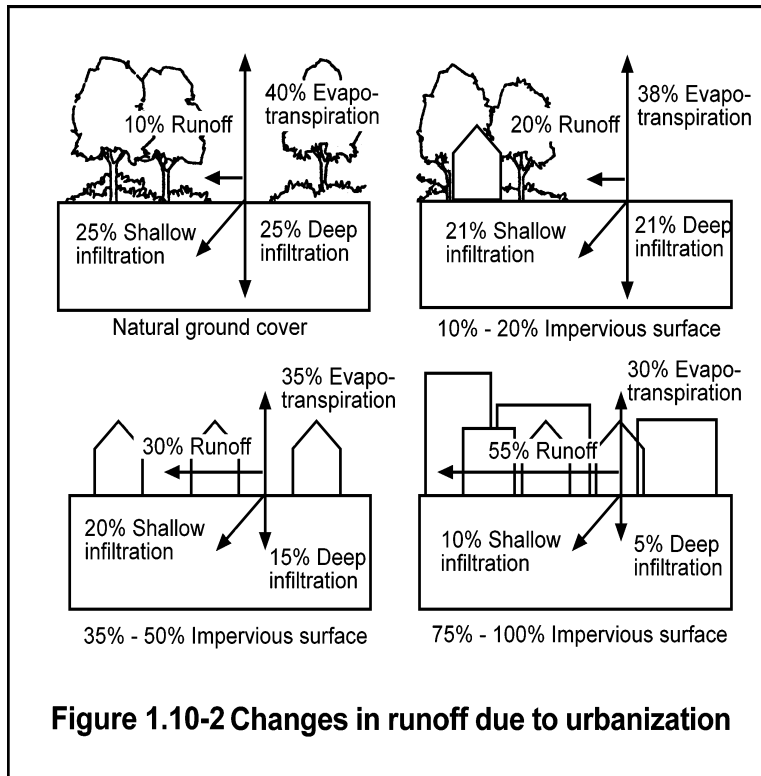 40% Evapo-
transpiration
10% Runoff
25% Shallow
infiltration
25% Deep
infiltration
Natural ground cover
38% Evapo-
transpiration
20% Runoff
21% Shallow
infiltration
21% Deep
infiltration
10% - 20% Impervious surface
35% Evapo-
transpiration
30% Runoff
20% Shallow
infiltration
15% Deep
infiltration
35% - 50% Impervious surface
30% Evapo-
transpiration
55% Runoff
10% Shallow
infiltration
5% Deep
infiltration
75% - 100% Impervious surface
Figure 1.10-2 Changes in runoff due to urbanization